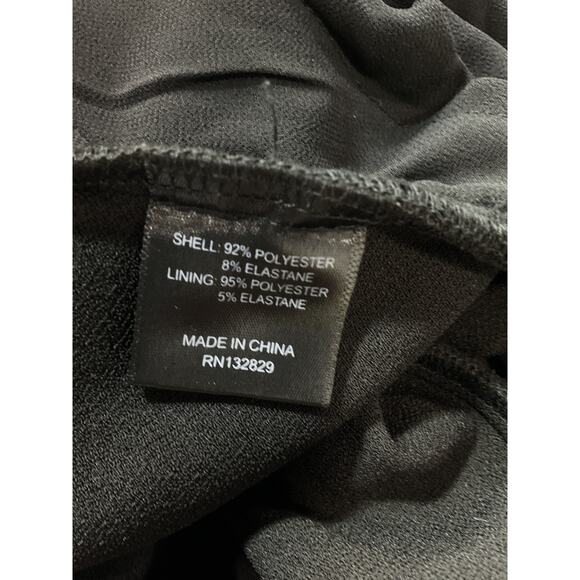 SHELL: 92% POLYESTER
8% ELASTANE
LINING: 95% POLYESTER
5% ELASTANE
MADE IN CHINA
RN132829